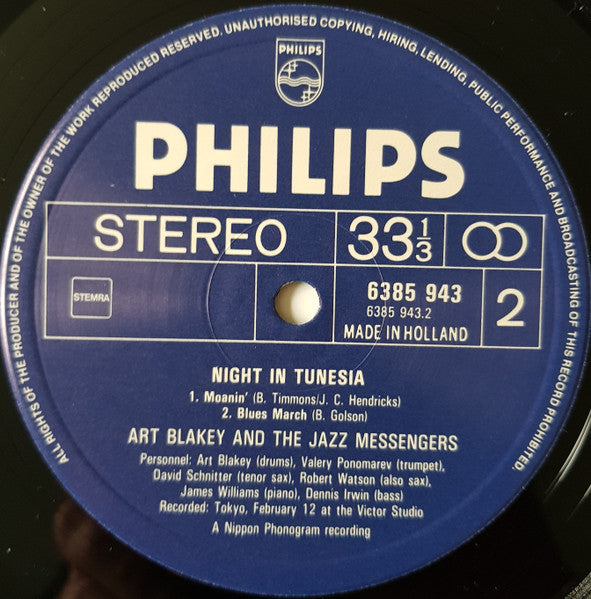 ALL RIGHTS OF THE PRODUCER AND OF THE OWNER OF THE WORK REPRODUCED RESERVED. UNAUTHORISED COPYING, HIRING, LENDING, PUBLIC PERFORMANCE AND BROADCASTING OF THIS RECORD PROHIBITED.
PHILIPS
PHILIPS
STEREO
33 1/3
STEMRA
6385 943
6385 943.2
MADE IN HOLLAND
2
NIGHT IN TUNESIA
1. Moanin' (B. Timmons/J. C. Hendricks)
2. Blues March (B. Golson)
ART BLAKEY AND THE JAZZ MESSENGERS
Personnel: Art Blakey (drums), Valery Ponomarev (trumpet),
David Schnitter (tenor sax), Robert Watson (also sax),
James Williams (piano), Dennis Irwin (bass)
Recorded: Tokyo, February 12 at the Victor Studio
A Nippon Phonogram recording